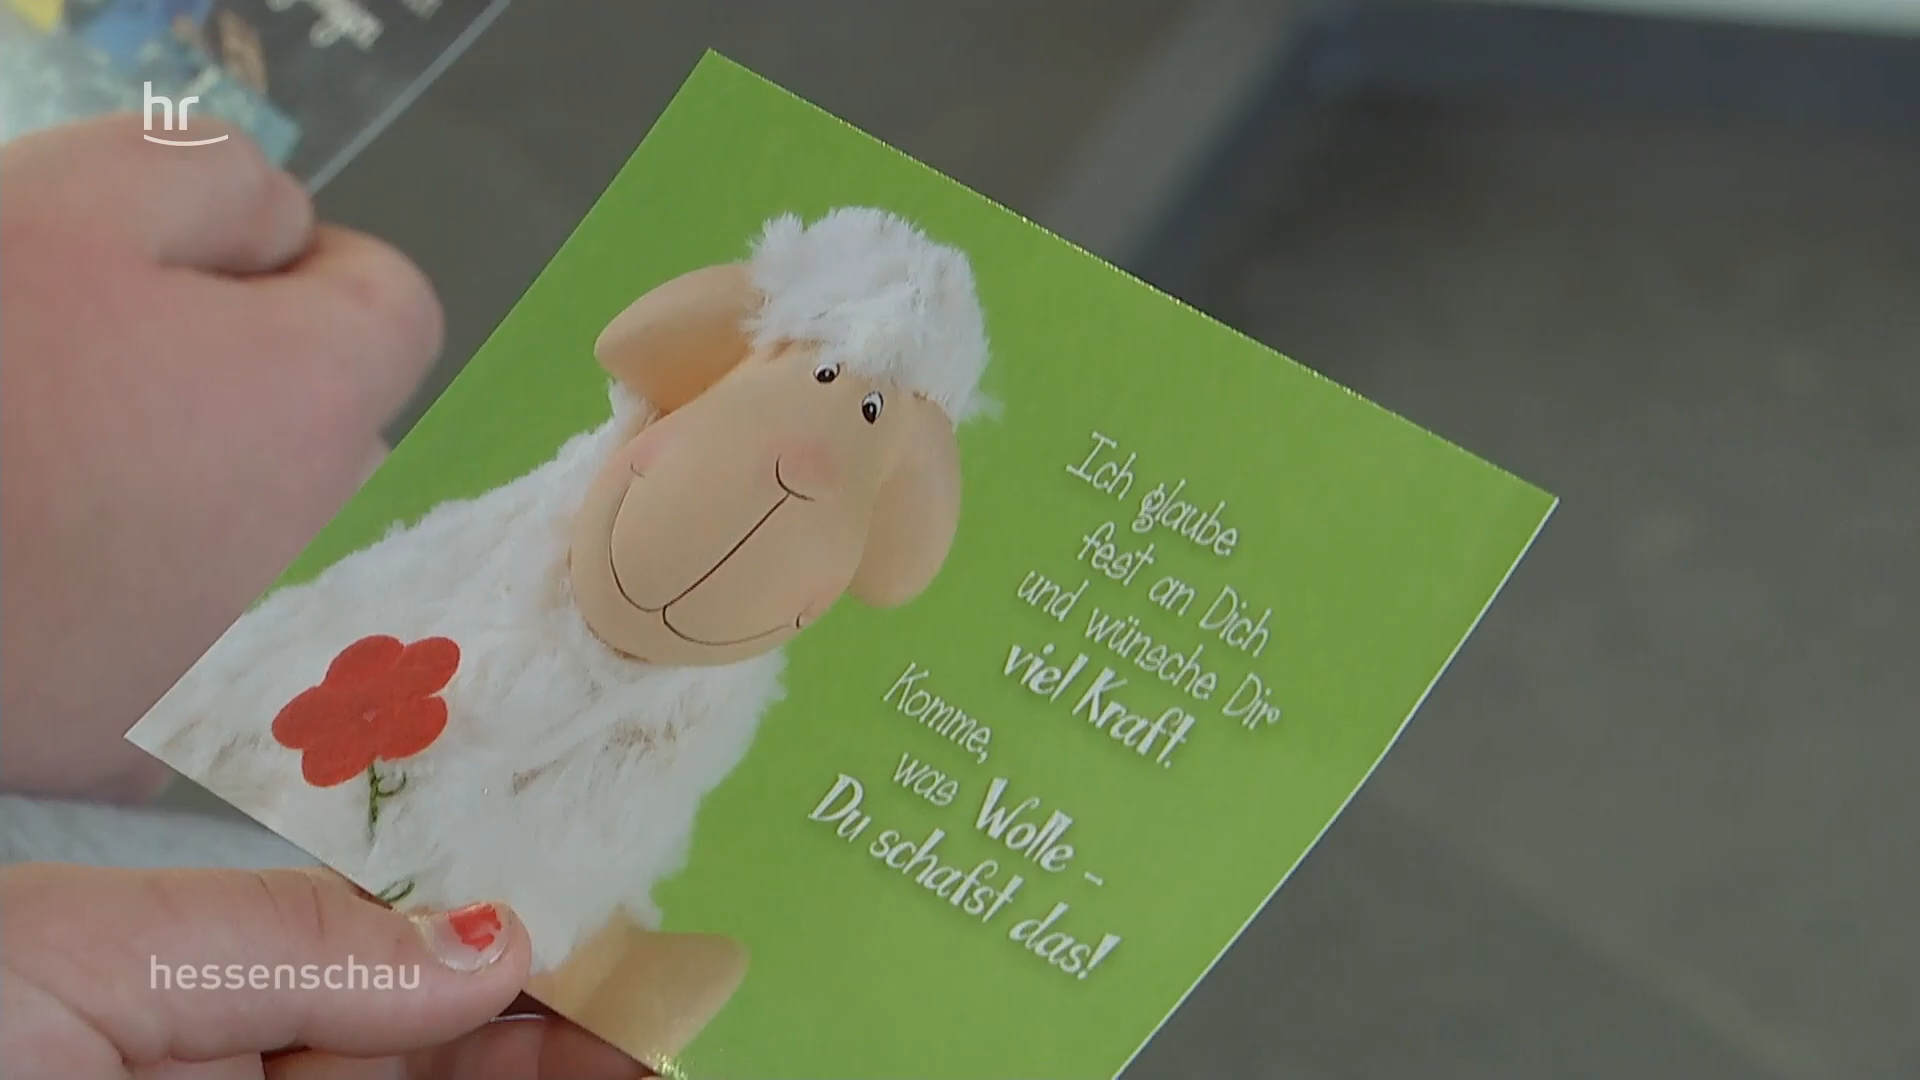 hr
Ich glaube
fest an Dich
und wünsche Dir
viel Kraft.
Komme,
was Wolle –
Du schafst das!
hessenschau